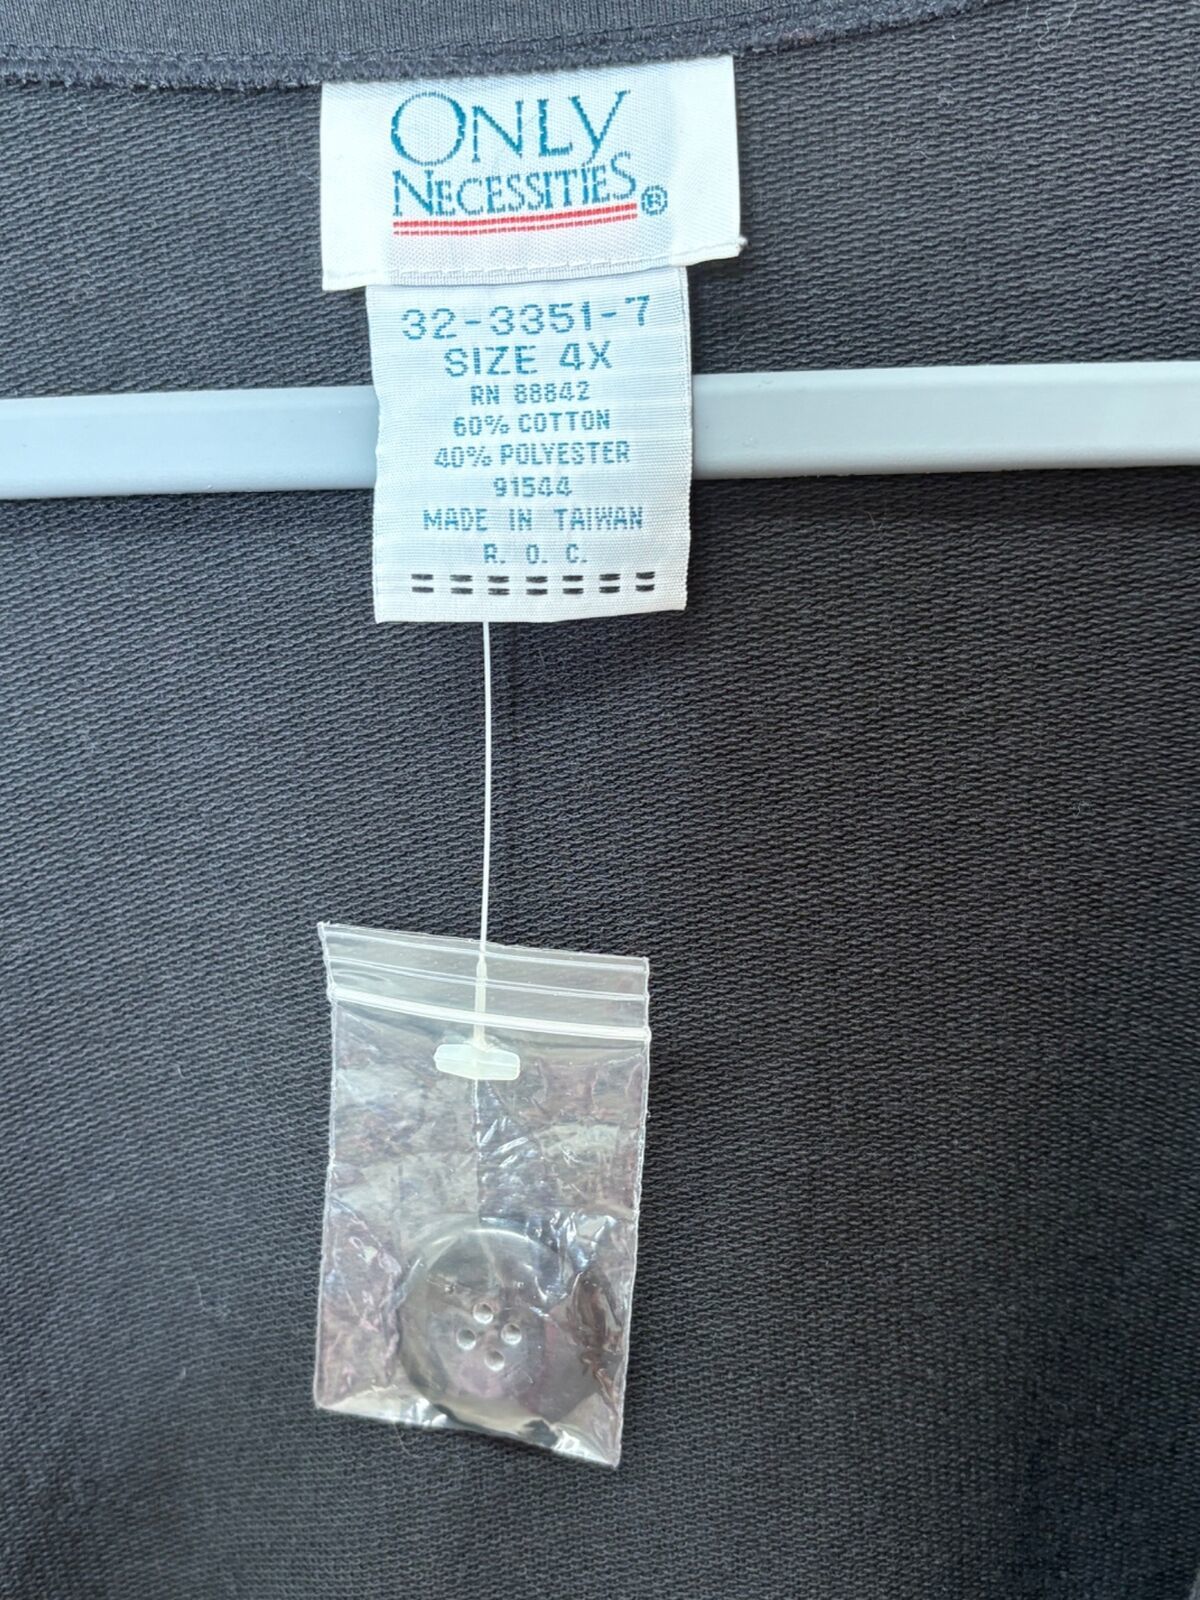 ONLY
NECESSITIES®
32-3351-7
SIZE 4X
RN 88842
60% COTTON
40% POLYESTER
91544
MADE IN TAIWAN
R. O. C.